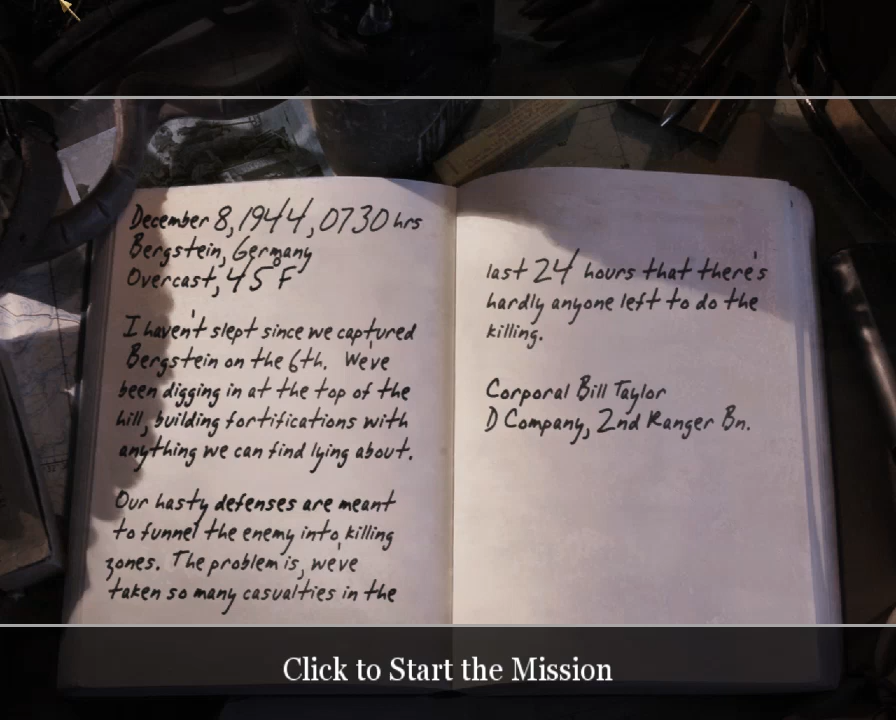 December 8, 1944, 0730 hrs
Bergstein, Germany
Overcast, 45°F
I haven't slept since we captured
Bergstein on the 6th. We've
been digging in at the top of the
hill, building fortifications with
anything we can find lying about.
Our hasty defenses are meant
to funnel the enemy into killing
zones. The problem is, we've
taken so many casualties in the
last 24 hours that there's
hardly anyone left to do the
killing.
Corporal Bill Taylor
D Company, 2nd Ranger Bn.
Click to Start the Mission